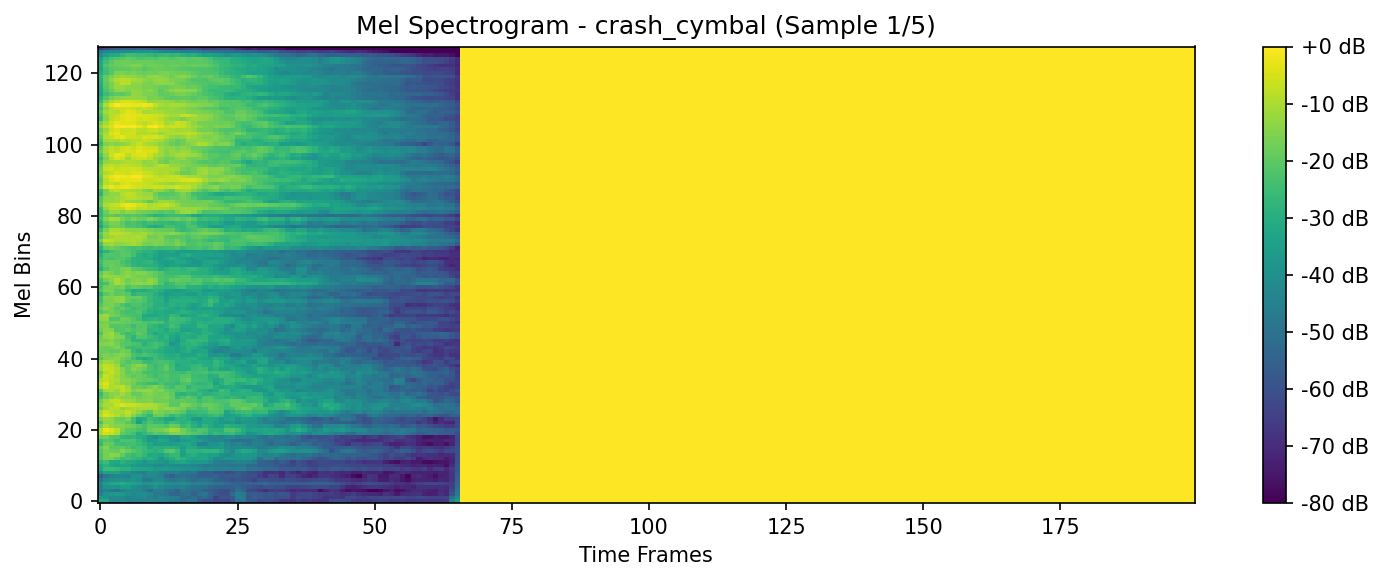 Mel Spectrogram - crash_cymbal (Sample 1/5)
Mel Bins
120
100
80
60
40
20
0
0 25 50 75 100 125 150 175
Time Frames
+0 dB
-10 dB
-20 dB
-30 dB
-40 dB
-50 dB
-60 dB
-70 dB
-80 dB